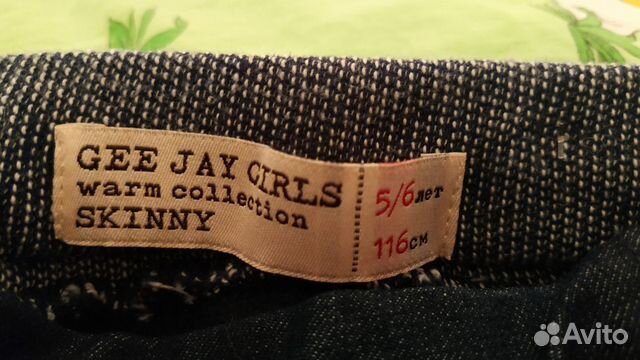 GEE JAY GIRLS
warm collection
SKINNY
5/6 лет
116 см
Avito